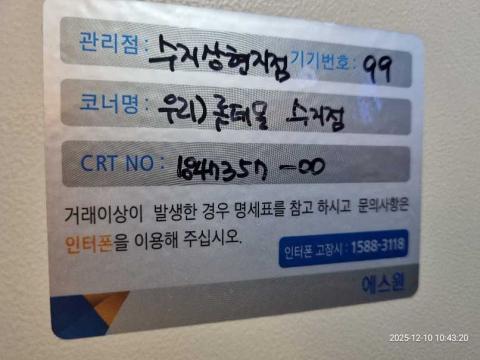 관리점 : 수지상현지점 기기번호 : 99
코너명 : 우리) 롯데몰 수지점
CRT NO : 1847357-00
거래이상이 발생한 경우 명세표를 참고 하시고 문의사항은
인터폰을 이용해 주십시오.
인터폰 고장시 : 1588-3118
에스원
2025-12-10 10:43:20